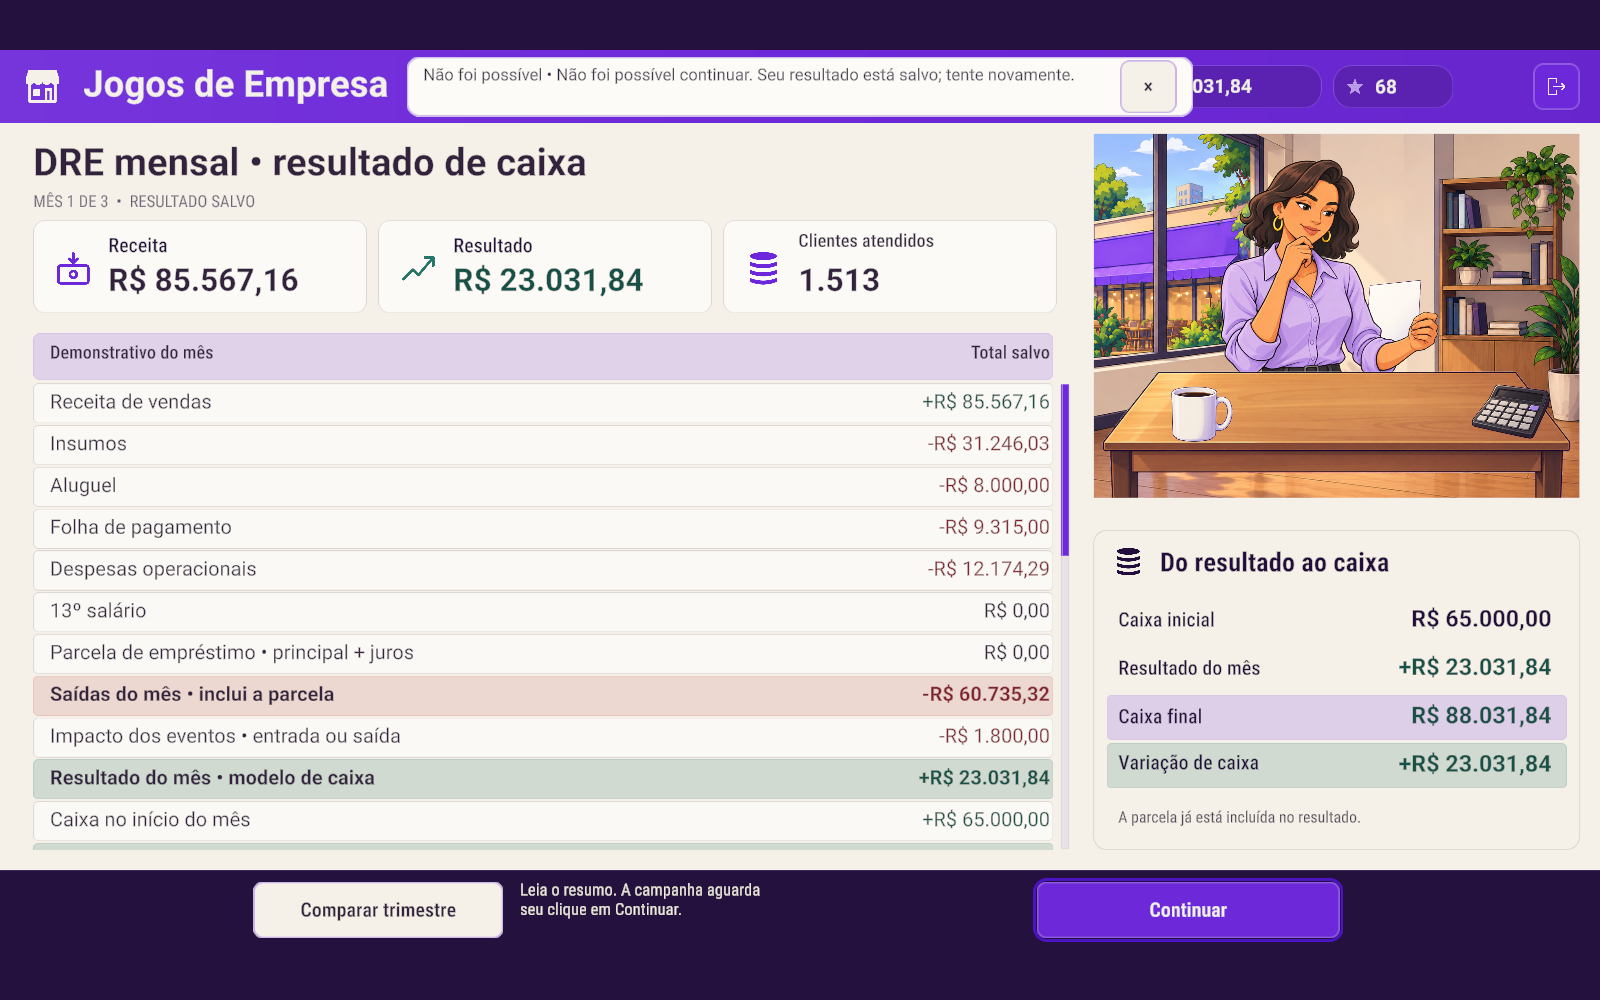 Jogos de Empresa
Não foi possível • Não foi possível continuar. Seu resultado está salvo; tente novamente.
×
031,84
68
DRE mensal • resultado de caixa
MÊS 1 DE 3 • RESULTADO SALVO
Receita
R$ 85.567,16
Resultado
R$ 23.031,84
Clientes atendidos
1.513
Demonstrativo do mês Total salvo
Receita de vendas +R$ 85.567,16
Insumos -R$ 31.246,03
Aluguel -R$ 8.000,00
Folha de pagamento -R$ 9.315,00
Despesas operacionais -R$ 12.174,29
13º salário R$ 0,00
Parcela de empréstimo • principal + juros R$ 0,00
Saídas do mês • inclui a parcela -R$ 60.735,32
Impacto dos eventos • entrada ou saída -R$ 1.800,00
Resultado do mês • modelo de caixa +R$ 23.031,84
Caixa no início do mês +R$ 65.000,00
Do resultado ao caixa
Caixa inicial R$ 65.000,00
Resultado do mês +R$ 23.031,84
Caixa final R$ 88.031,84
Variação de caixa +R$ 23.031,84
A parcela já está incluída no resultado.
Comparar trimestre
Leia o resumo. A campanha aguarda
seu clique em Continuar.
Continuar